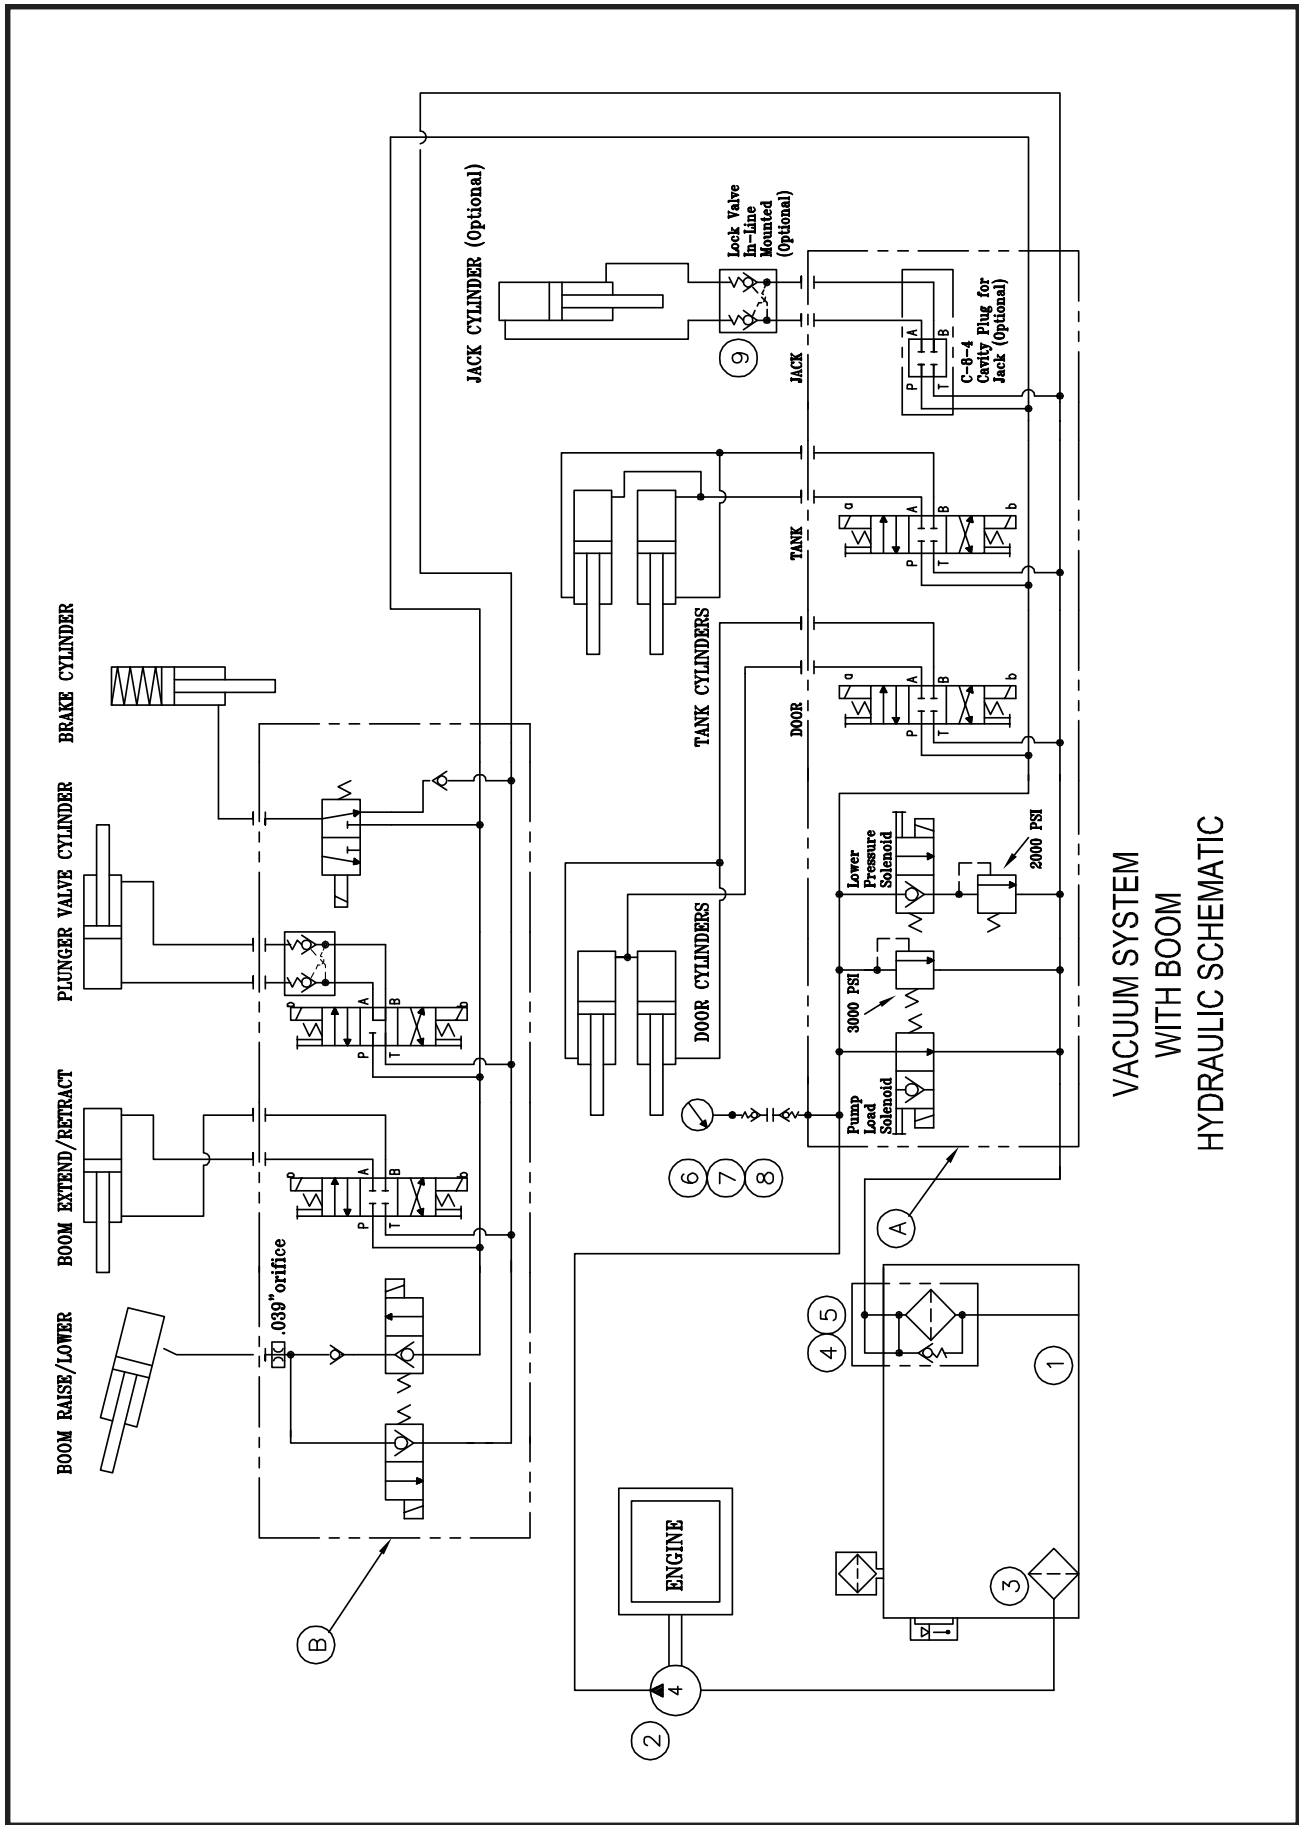 BOOM RAISE/LOWER
BOOM EXTEND/RETRACT
PLUNGER VALVE CYLINDER
BRAKE CYLINDER
.039"orifice
P
T
A
B
P
T
A
B
B
JACK CYLINDER (Optional)
Lock Valve
In-Line
Mounted
(Optional)
9
ENGINE
2
4
6
7
8
DOOR CYLINDERS
TANK CYLINDERS
DOOR
TANK
JACK
Pump
Load
Solenoid
3000 PSI
Lower
Pressure
Solenoid
2000 PSI
P
T
A
B
a
b
P
T
A
B
a
b
P
T
A
B
C-8-4
Cavity Plug for
Jack (Optional)
A
4
5
1
3
VACUUM SYSTEM
WITH BOOM
HYDRAULIC SCHEMATIC